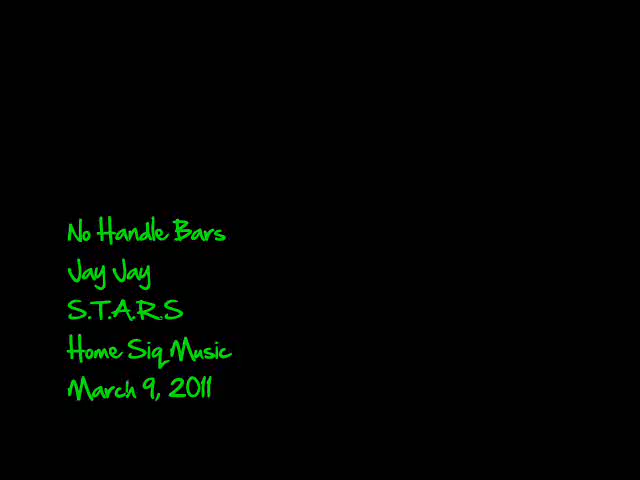 No Handle Bars
Jay Jay
S.T.A.R.S
Home Siq Music
March 9, 2011